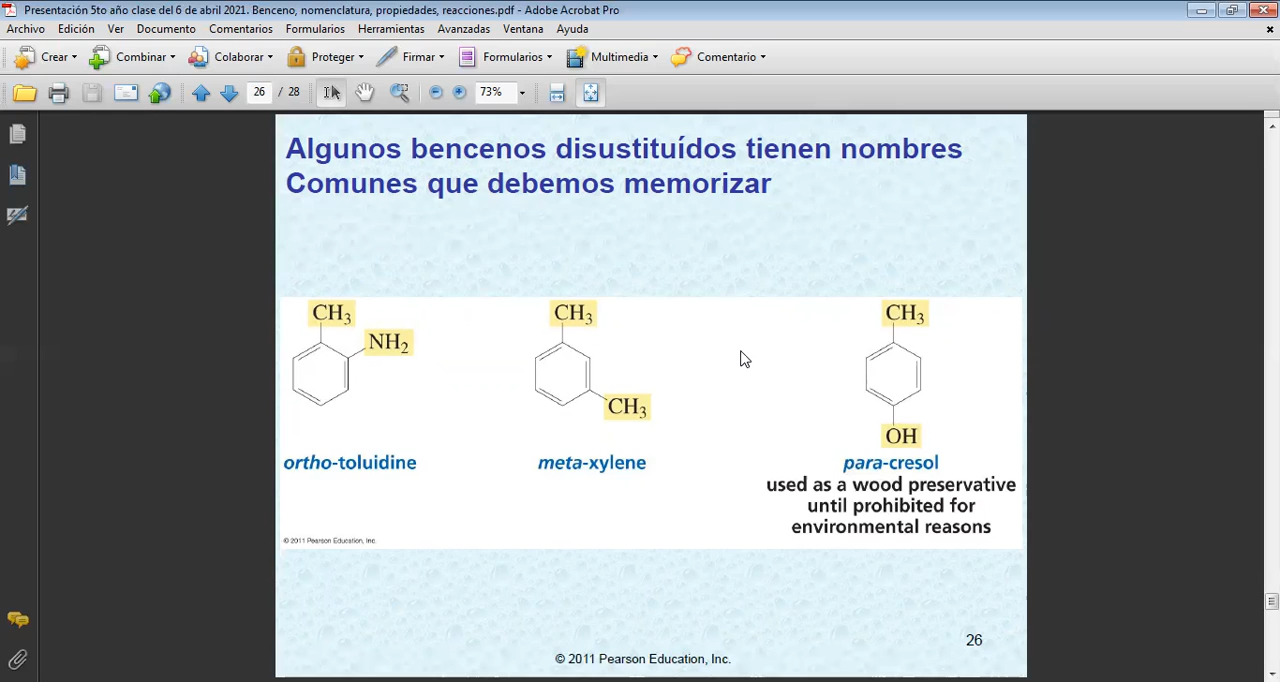 Presentación 5to año clase del 6 de abril 2021. Benceno, nomenclatura, propiedades, reacciones.pdf - Adobe Acrobat Pro
Archivo Edición Ver Documento Comentarios Formularios Herramientas Avanzadas Ventana Ayuda
Crear Combinar Colaborar Proteger Firmar Formularios Multimedia Comentario
26 / 28 73%
Algunos bencenos disustituídos tienen nombres
Comunes que debemos memorizar
CH3 CH3 CH3
NH2
CH3
OH
ortho-toluidine meta-xylene para-cresol
used as a wood preservative
until prohibited for
environmental reasons
© 2011 Pearson Education, Inc.
26
© 2011 Pearson Education, Inc.